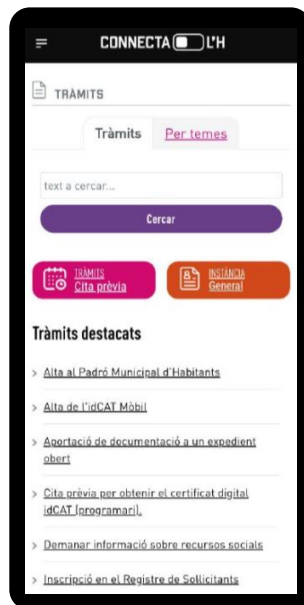 CONNECTA L'H
TRÀMITS
Tràmits Per temes
text a cercar...
Cercar
TRÀMITS
Cita prèvia
INSTÀNCIA
General
Tràmits destacats
> Alta al Padró Municipal d'Habitants
> Alta de l'idCAT Mòbil
> Aportació de documentació a un expedient
obert
> Cita prèvia per obtenir el certificat digital
idCAT (programari).
> Demanar informació sobre recursos socials
> Inscripció en el Registre de Sol·licitants